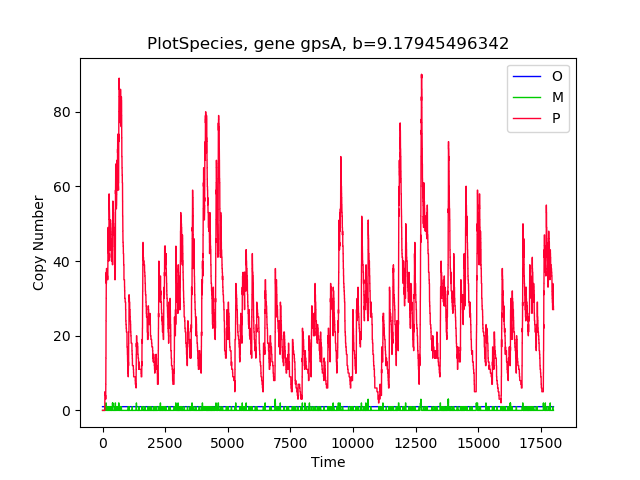 PlotSpecies, gene gpsA, b=9.17945496342
O
M
P
80
60
40
20
0
Copy Number
0 2500 5000 7500 10000 12500 15000 17500
Time